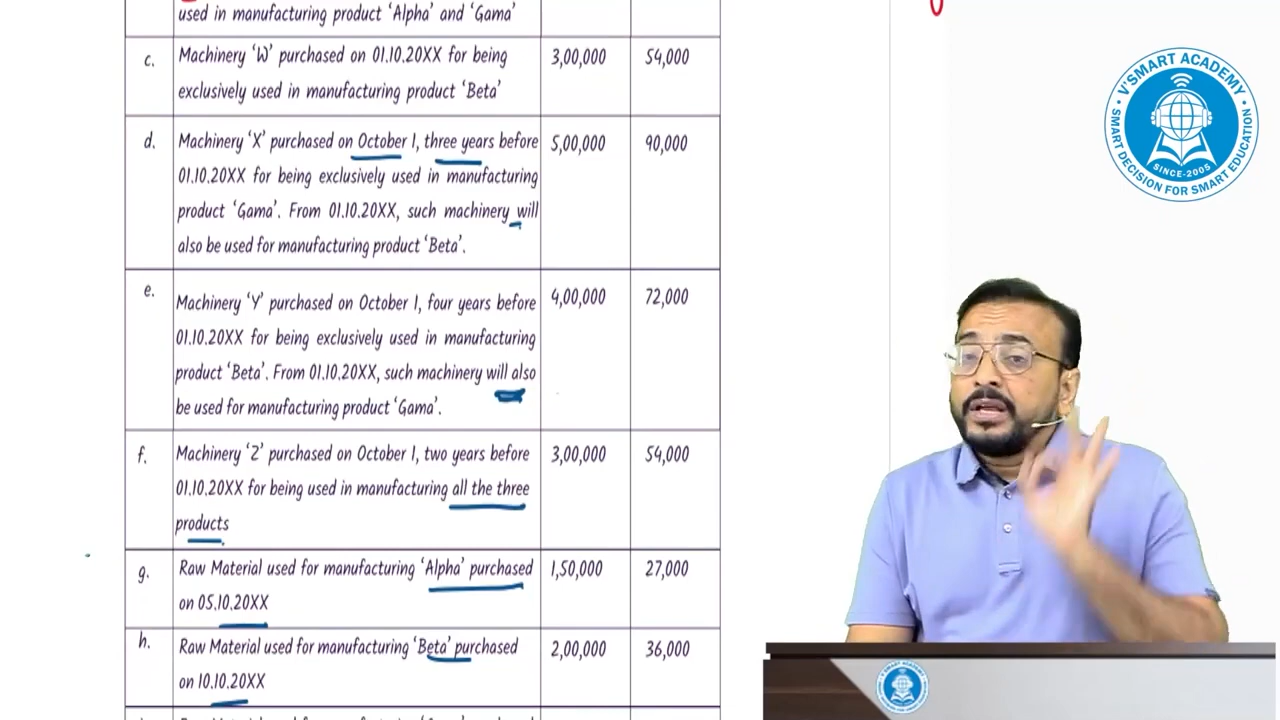 used in manufacturing product ‘Alpha’ and ‘Gama’
c.
Machinery ‘W’ purchased on 01.10.20XX for being
exclusively used in manufacturing product ‘Beta’
3,00,000
54,000
d.
Machinery ‘X’ purchased on October 1, three years before
01.10.20XX for being exclusively used in manufacturing
product ‘Gama’. From 01.10.20XX, such machinery will
also be used for manufacturing product ‘Beta’.
5,00,000
90,000
e.
Machinery ‘Y’ purchased on October 1, four years before
01.10.20XX for being exclusively used in manufacturing
product ‘Beta’. From 01.10.20XX, such machinery will also
be used for manufacturing product ‘Gama’.
4,00,000
72,000
f.
Machinery ‘Z’ purchased on October 1, two years before
01.10.20XX for being used in manufacturing all the three
products
3,00,000
54,000
g.
Raw Material used for manufacturing ‘Alpha’ purchased
on 05.10.20XX
1,50,000
27,000
h.
Raw Material used for manufacturing ‘Beta’ purchased
on 10.10.20XX
2,00,000
36,000
V'SMART ACADEMY
SINCE-2005
SMART DECISION FOR SMART EDUCATION